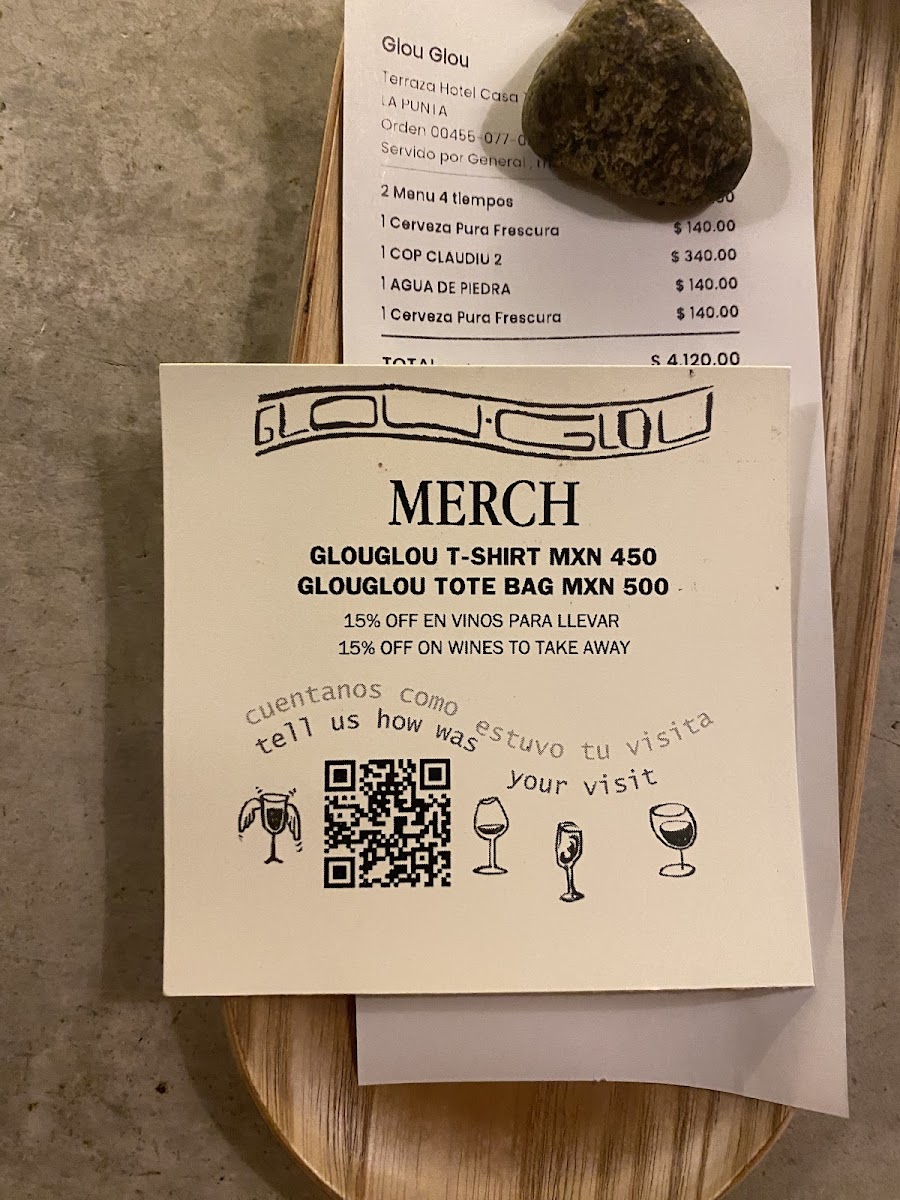 Glou Glou
Terraza Hotel Casa
LA PUNTA
Orden 00455-077-0
Servido por General,
2 Menu 4 tiempos
1 Cerveza Pura Frescura $ 140.00
1 COP CLAUDIU 2 $ 340.00
1 AGUA DE PIEDRA $ 140.00
1 Cerveza Pura Frescura $ 140.00
TOTAL $ 4,120.00
GLOU·GLOU
MERCH
GLOUGLOU T-SHIRT MXN 450
GLOUGLOU TOTE BAG MXN 500
15% OFF EN VINOS PARA LLEVAR
15% OFF ON WINES TO TAKE AWAY
cuentanos como estuvo tu visita
tell us how was your visit